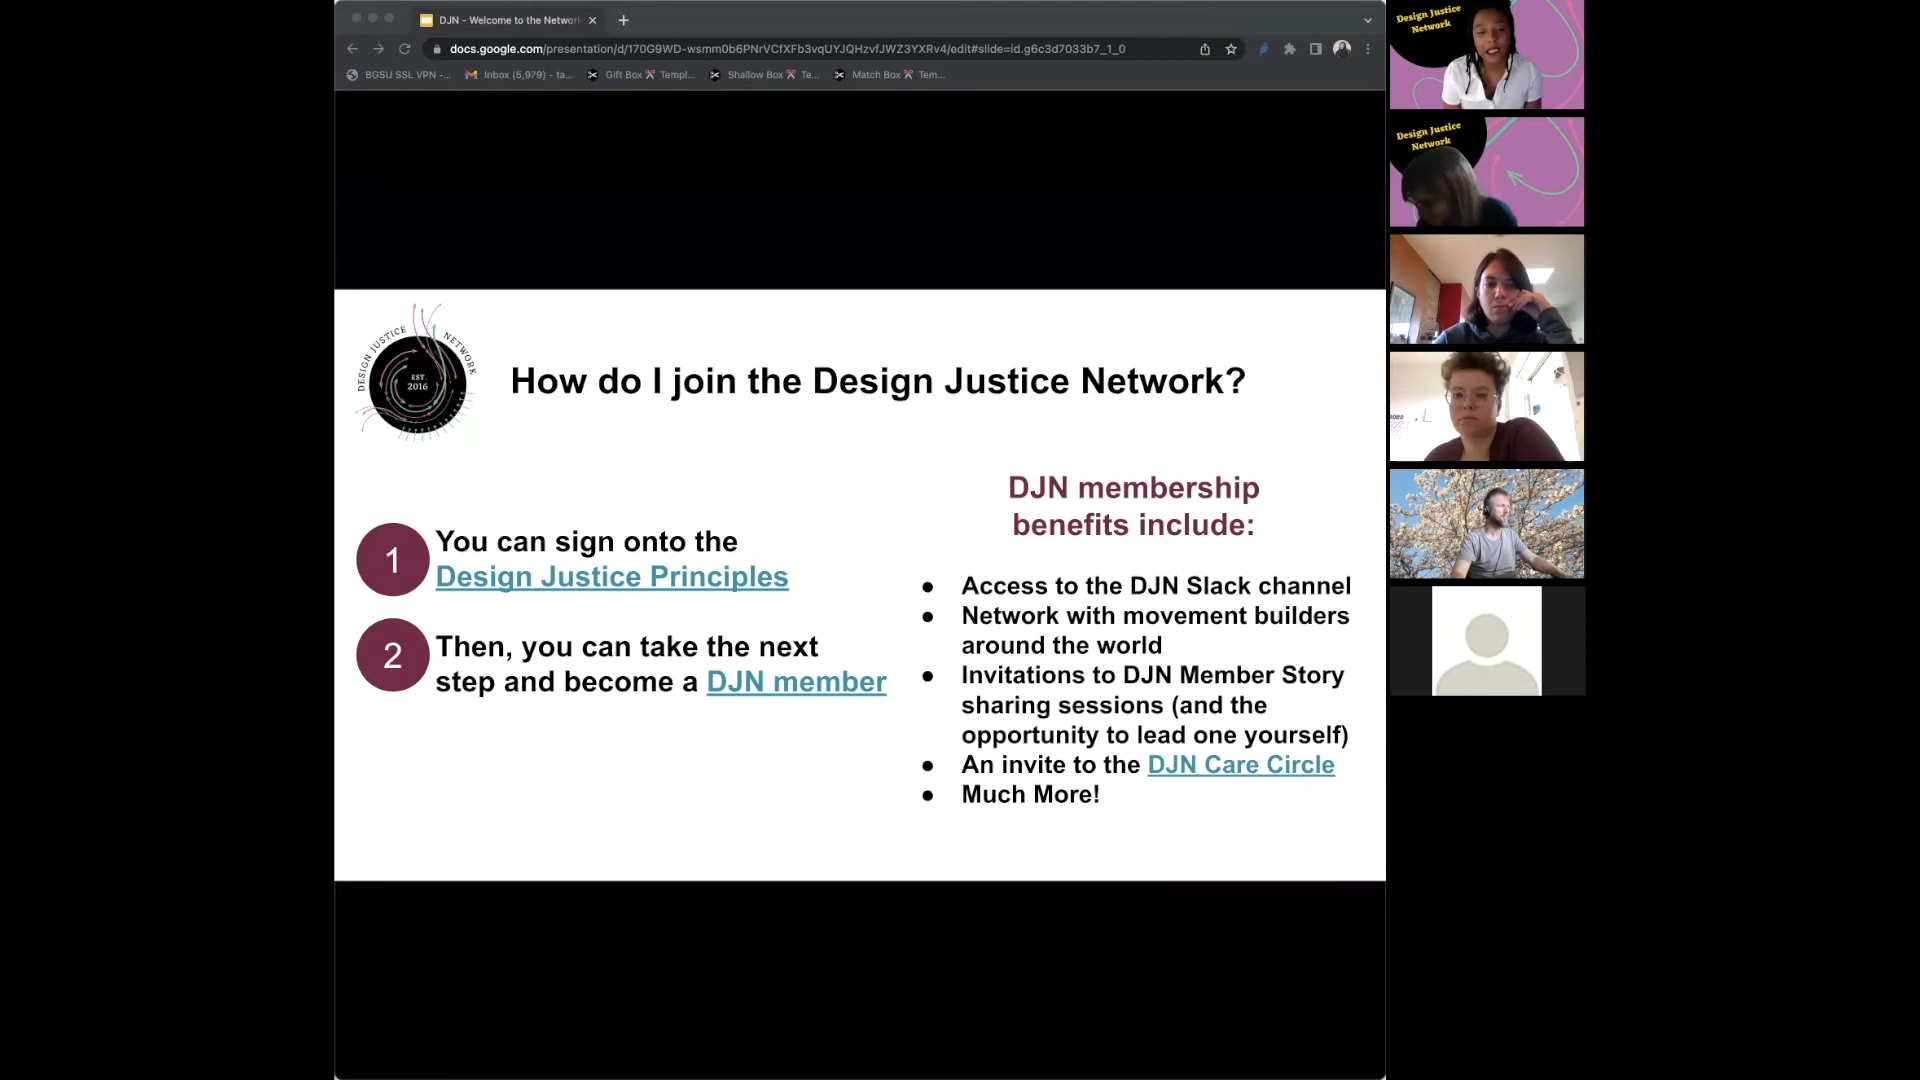 DJN - Welcome to the Networ
docs.google.com/presentation/d/170G9WD-wsmm0b6PNrVCfXFb3vqUYJQHzvfJWZ3YXRv4/edit#slide=id.g6c3d7033b7_1_0
BGSU SSL VPN -... Inbox (5,979) - ta... Gift Box Templ... Shallow Box Te... Match Box Tem...
DESIGN JUSTICE NETWORK
EST.
2016
How do I join the Design Justice Network?
1 You can sign onto the
Design Justice Principles
2 Then, you can take the next
step and become a DJN member
DJN membership
benefits include:
● Access to the DJN Slack channel
● Network with movement builders
around the world
● Invitations to DJN Member Story
sharing sessions (and the
opportunity to lead one yourself)
● An invite to the DJN Care Circle
● Much More!
Design Justice
Network
Design Justice
Network